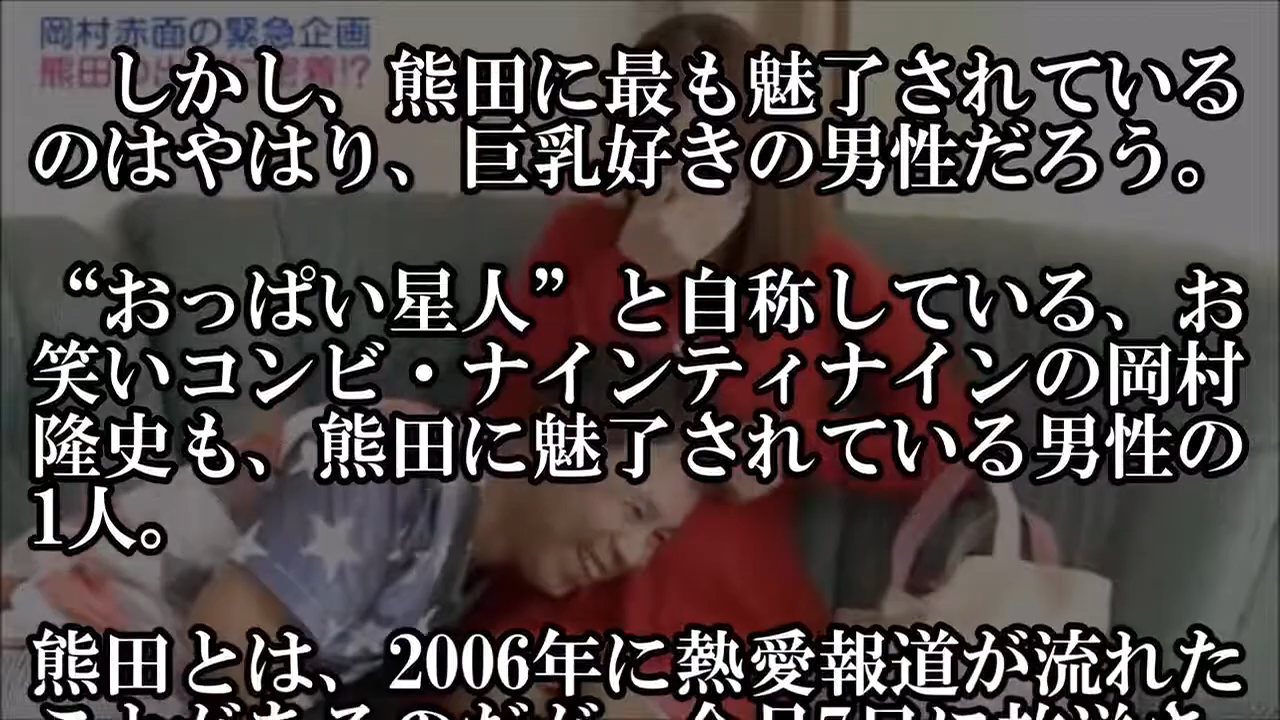 岡村赤面の緊急企画
しかし、熊田に最も魅了されている
のはやはり、巨乳好きの男性だろう。
“おっぱい星人”と自称している、お
笑いコンビ・ナインティナインの岡村
隆史も、熊田に魅了されている男性の
1人。
熊田とは、2006年に熱愛報道が流れた